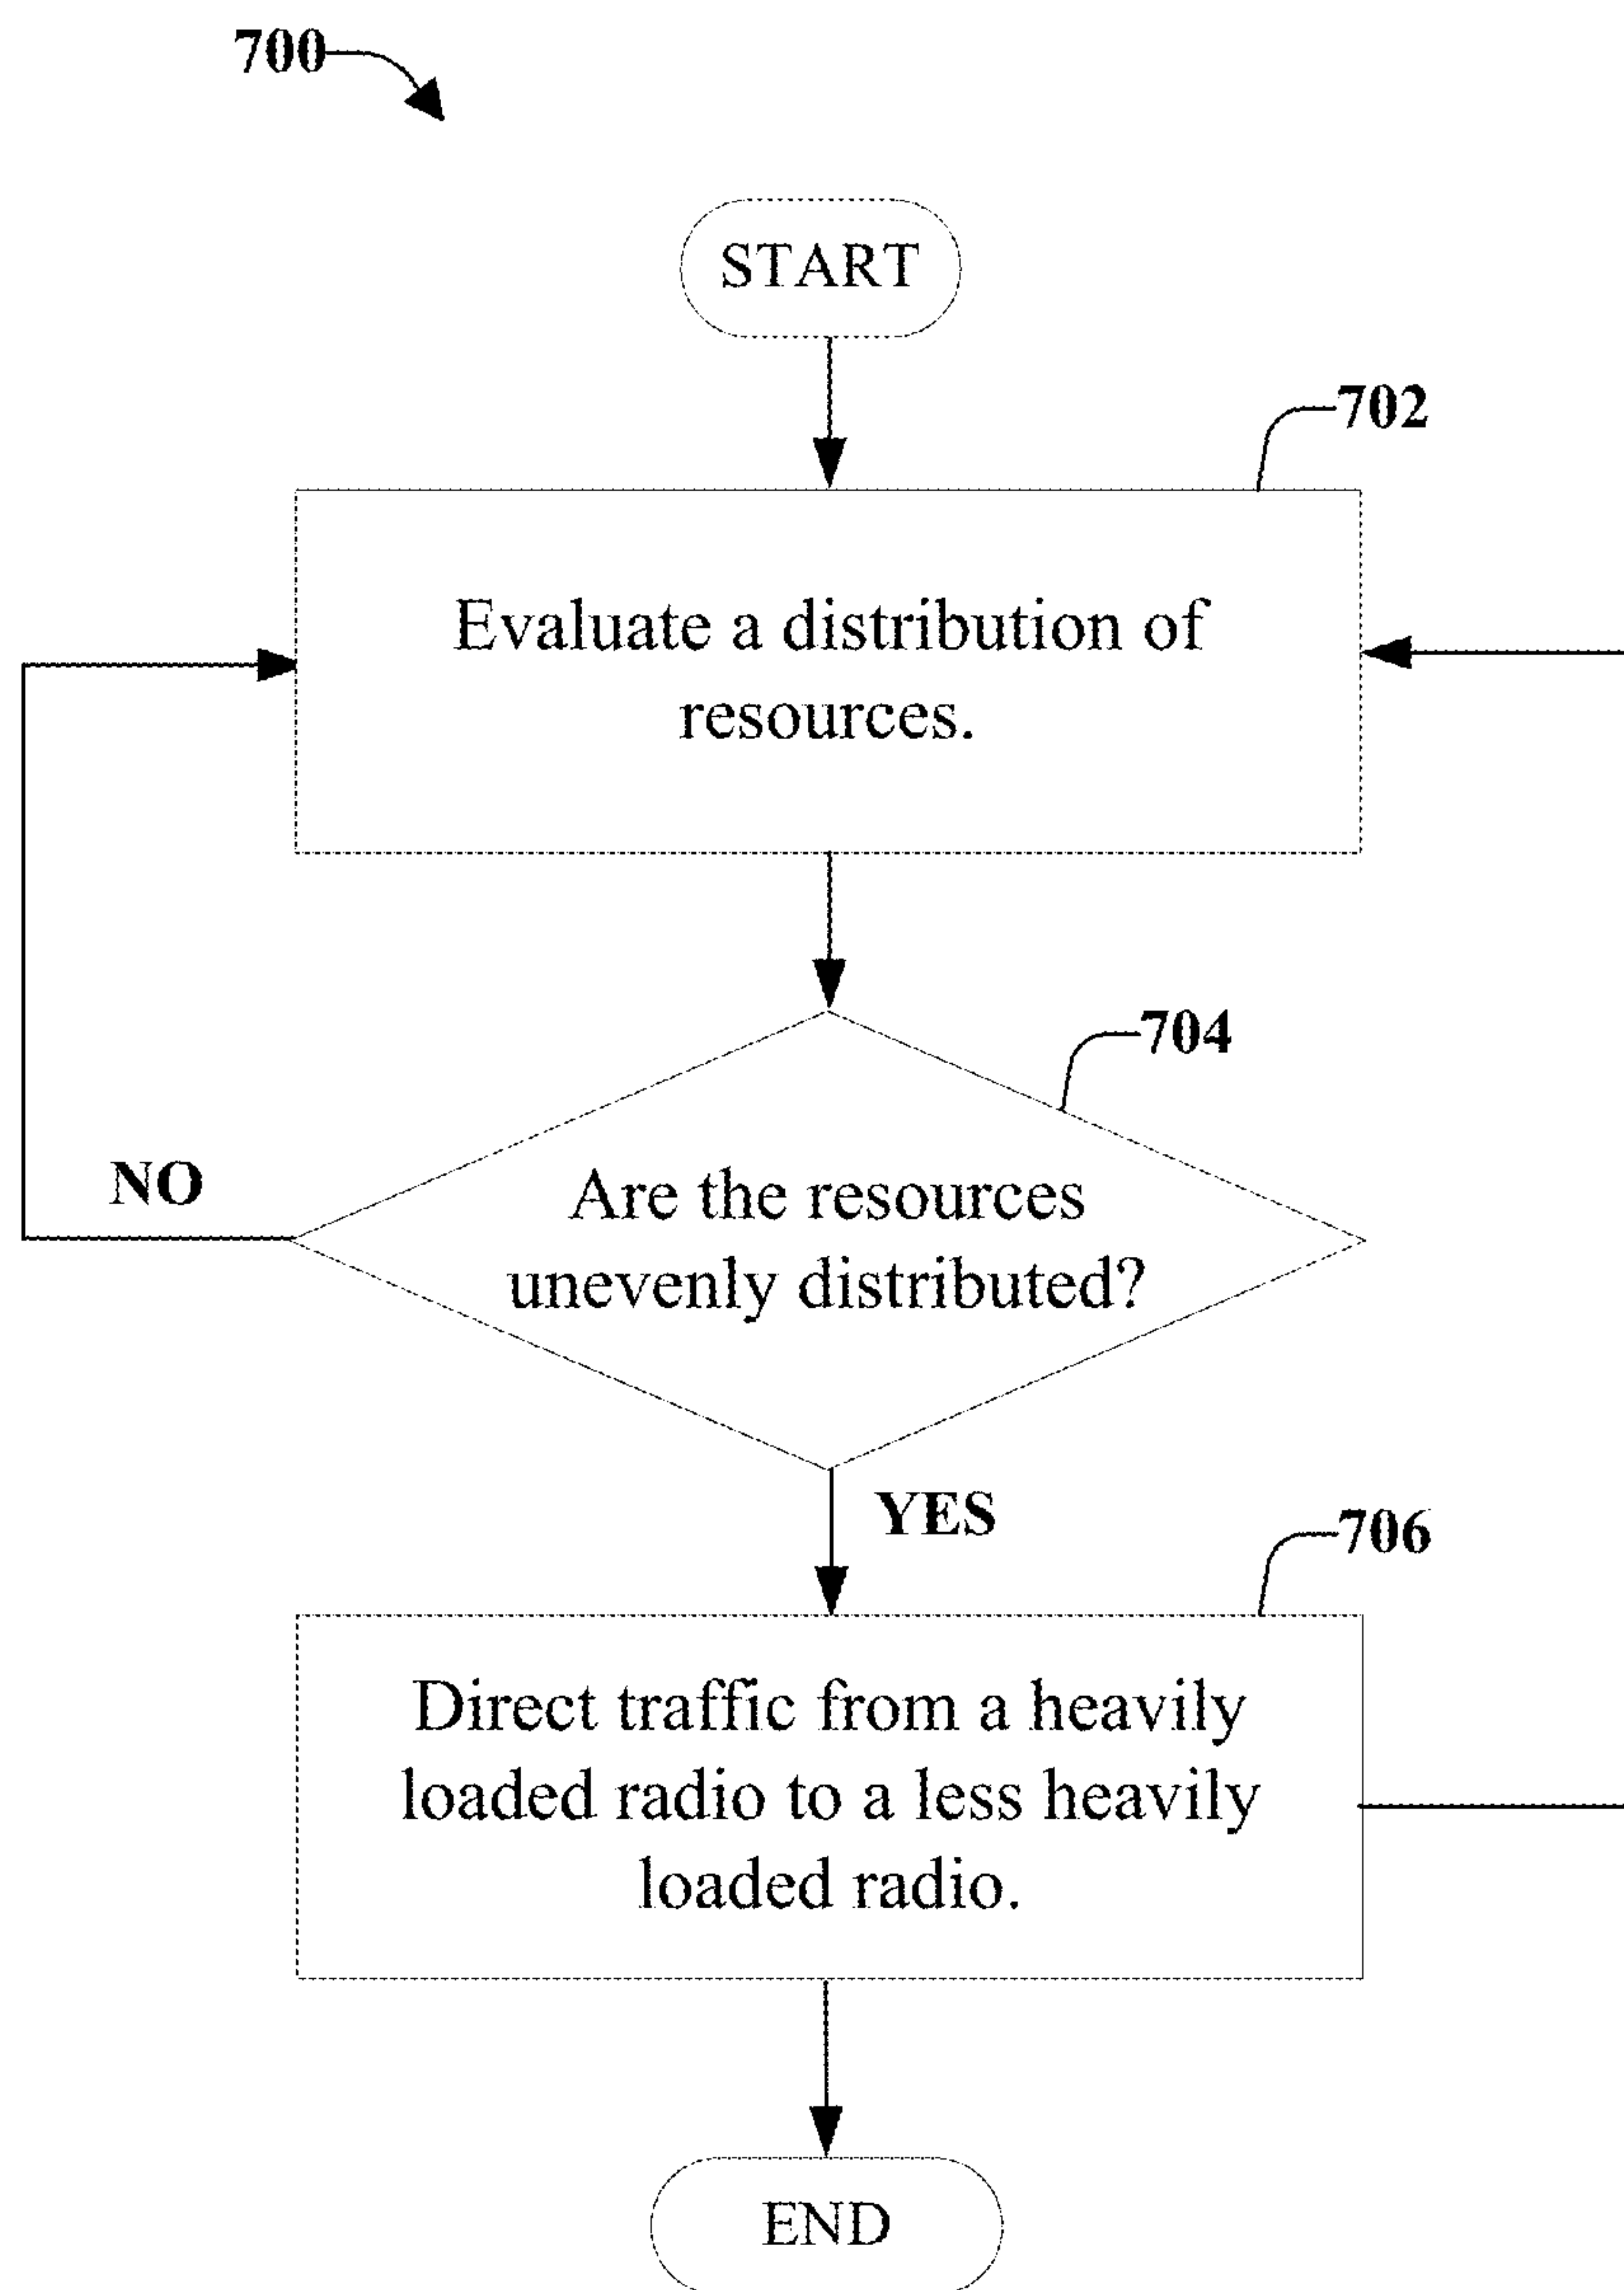 700
START
702
Evaluate a distribution of
resources.
704
NO
Are the resources
unevenly distributed?
YES
706
Direct traffic from a heavily
loaded radio to a less heavily
loaded radio.
END